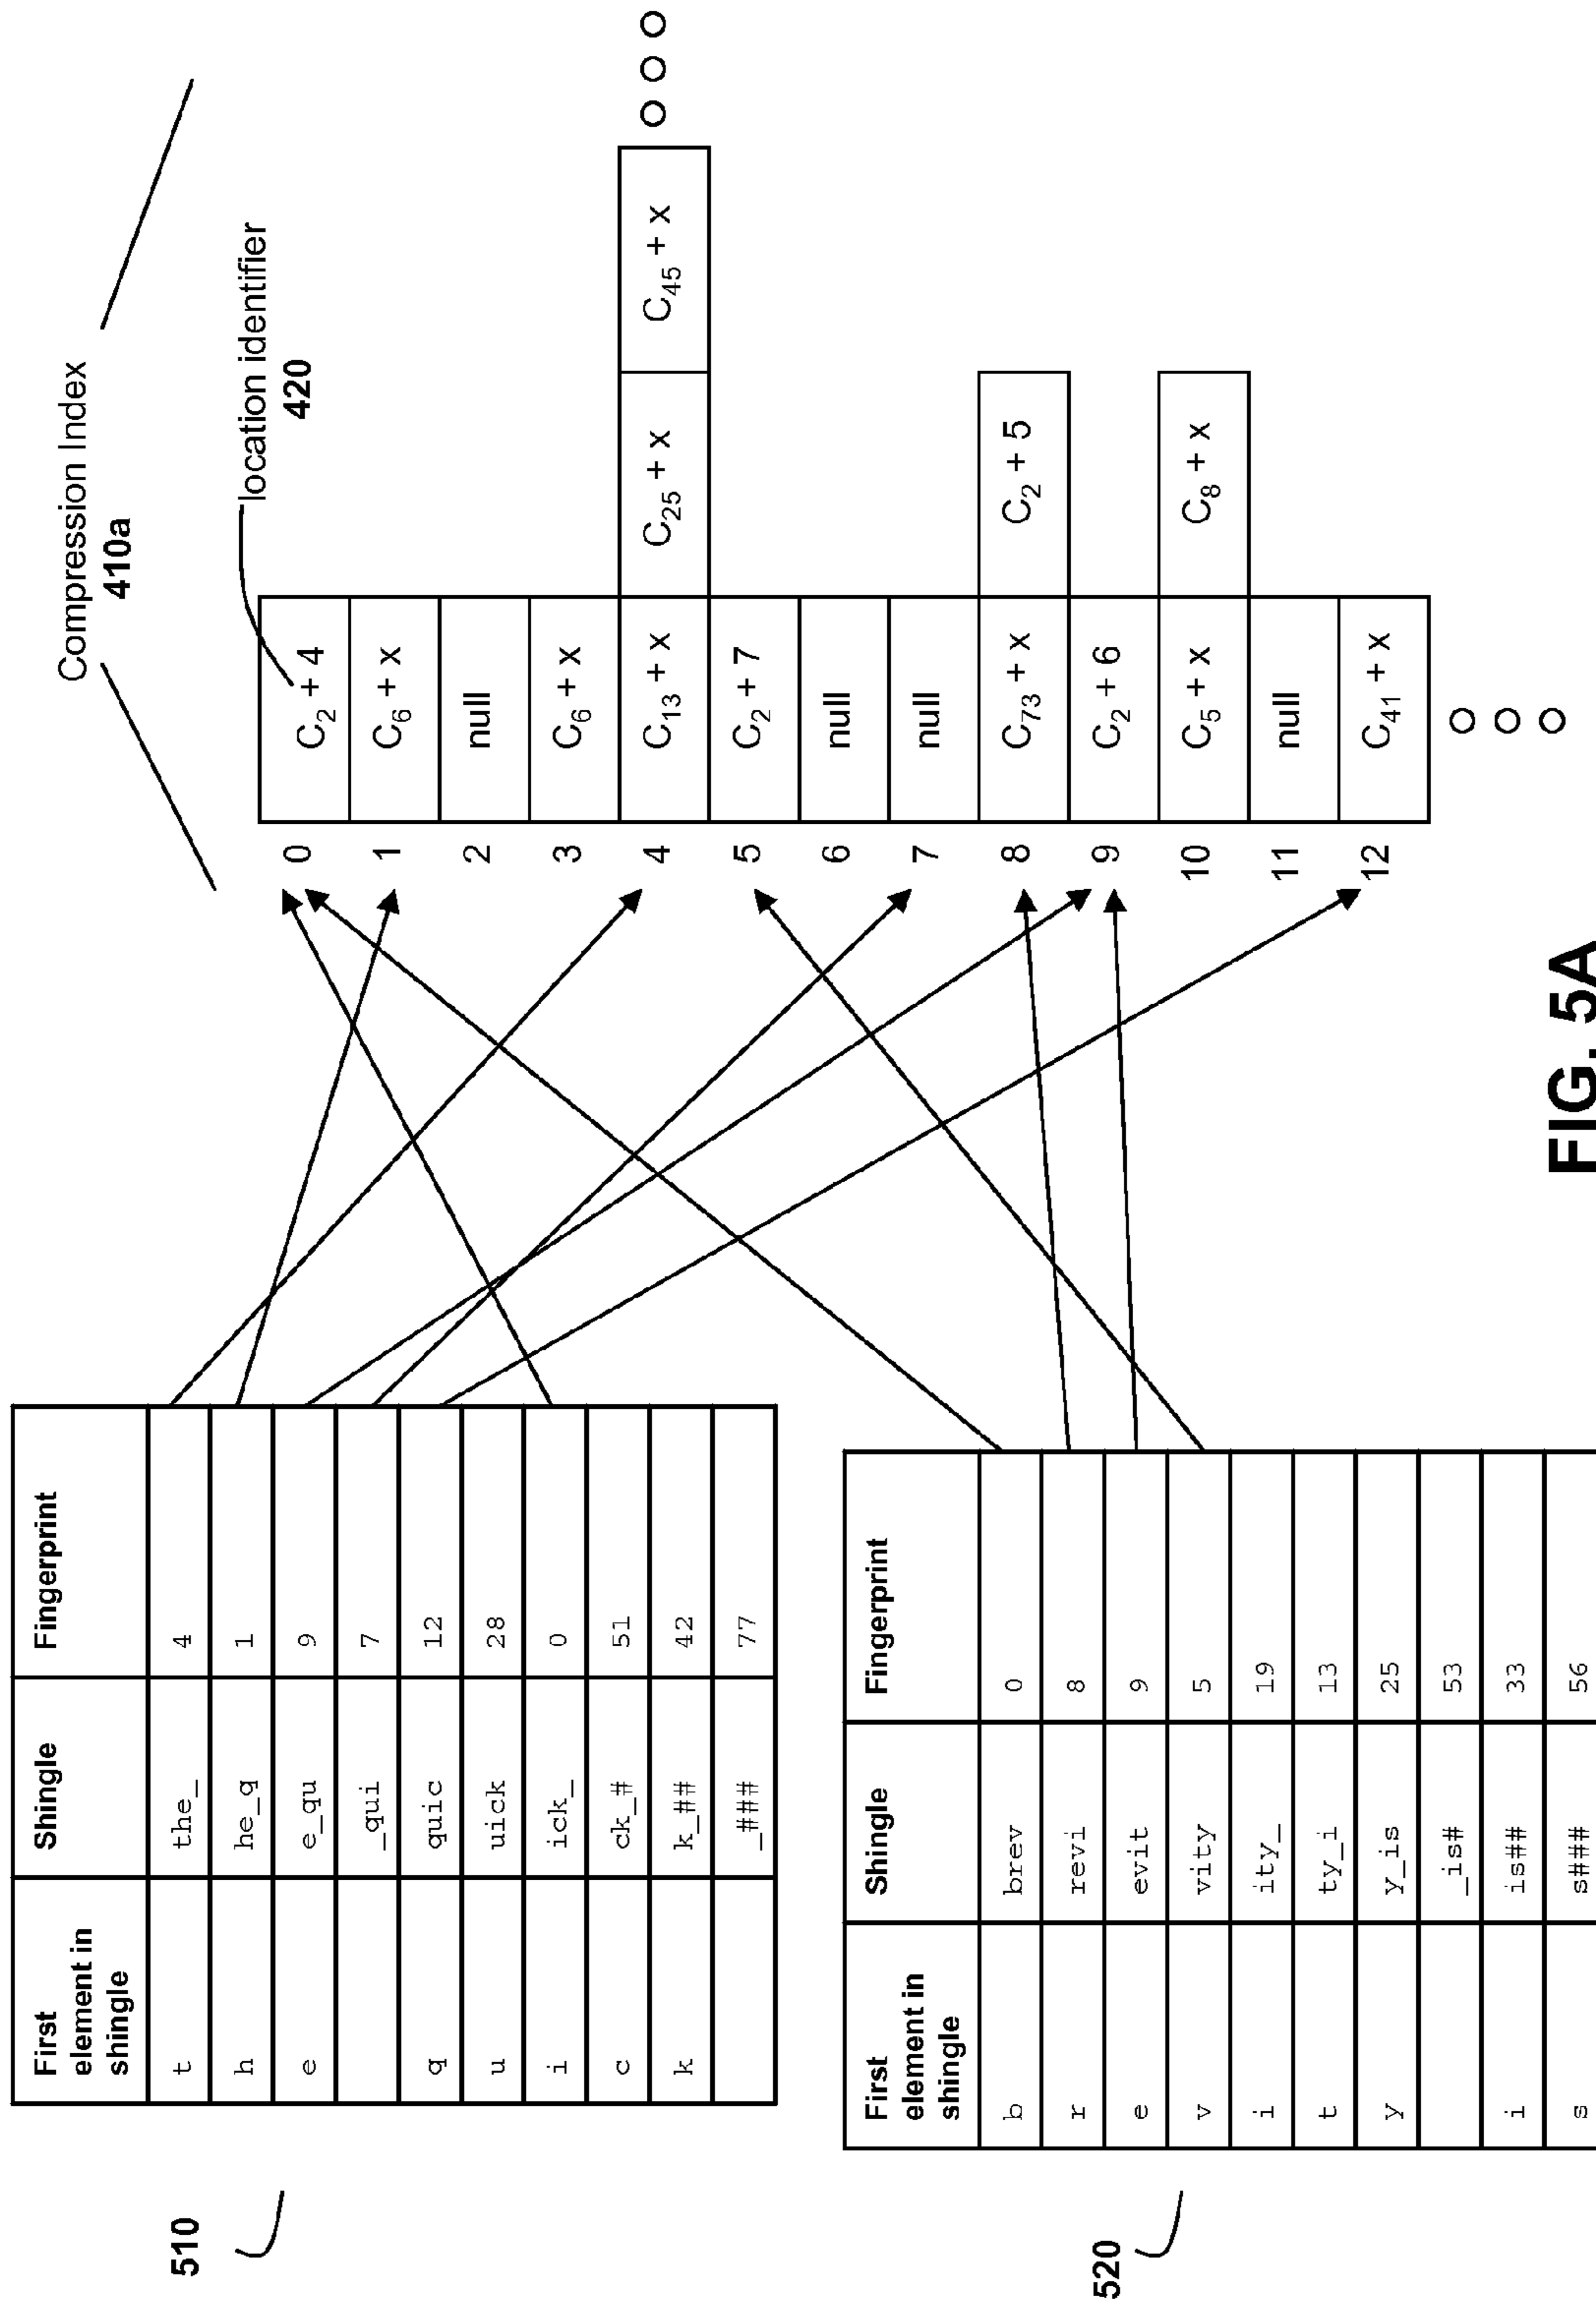 Compression Index
410a
location identifier
420
510
First element in shingle Shingle Fingerprint
t the_ 4
h he_q 1
e e_qu 9
_qui 7
q quic 12
u uick 28
i ick_ 0
c ck_# 51
k k_## 42
_### 77
520
First element in shingle Shingle Fingerprint
b brev 0
r revi 8
e evit 9
v vity 5
i ity_ 19
t ty_i 13
y y_is 25
_is# 53
i is## 33
s s### 56
0 C₂ + 4
1 C₆ + x
2 null
3 C₆ + x
4 C₁₃ + x C₂₅ + x C₄₅ + x
5 C₂ + 7
6 null
7 null
8 C₇₃ + x C₂ + 5
9 C₂ + 6
10 C₅ + x C₈ + x
11 null
12 C₄₁ + x
FIG. 5A